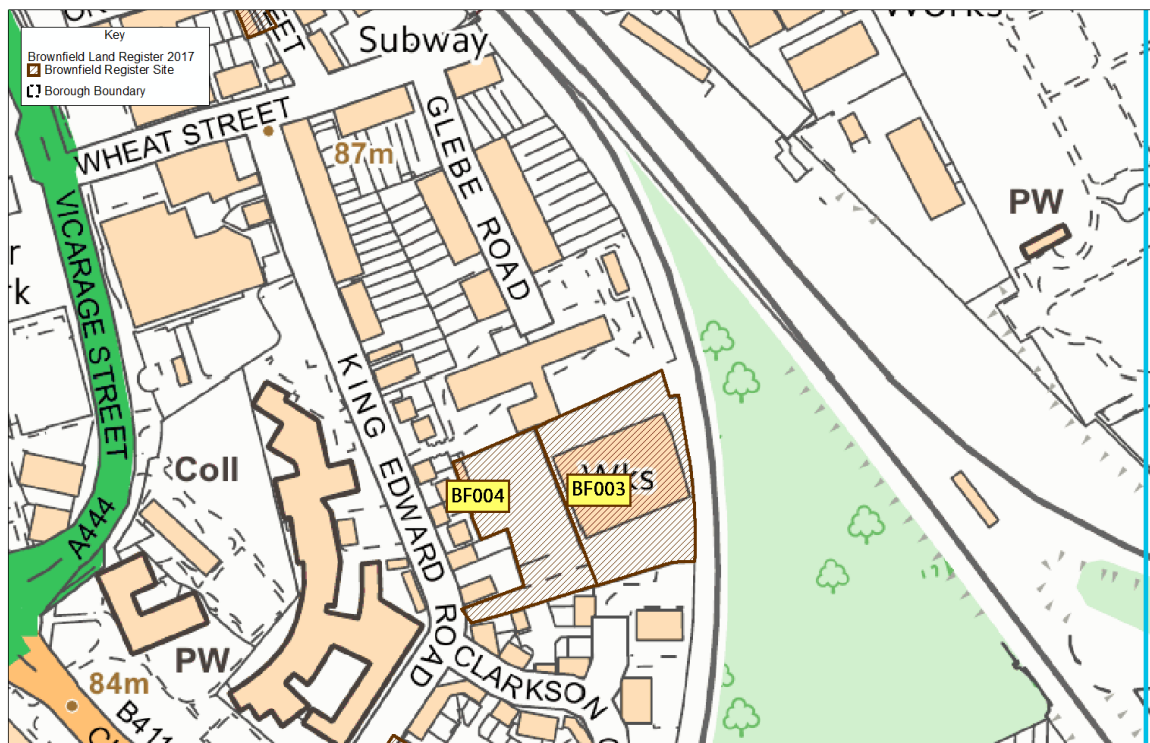 Key
Brownfield Land Register 2017
Brownfield Register Site
Borough Boundary
Subway
Works
WHEAT STREET
87m
GLEBE ROAD
PW
VICARAGE STREET
KING EDWARD ROAD
Coll
BF004
Wks
BF003
A444
PW
84m
B411
CLARKSON